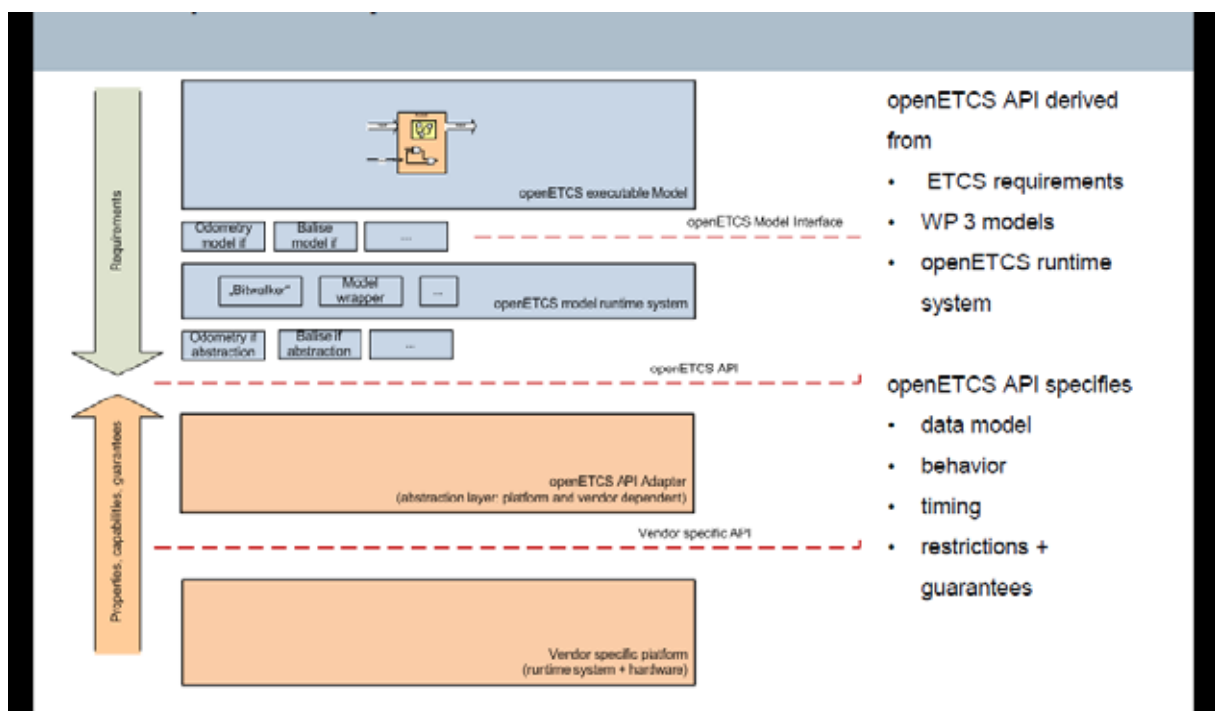 Requirements
openETCS executable Model
Odometry
model if
Balise
model if
...
openETCS Model Interface
„Bitwalker“
Model
wrapper
...
openETCS model runtime system
Odometry if
abstraction
Balise if
abstraction
...
openETCS API
Properties, capabilities, guarantees
openETCS API Adapter
(abstraction layer: platform and vendor dependent)
Vendor specific API
Vendor specific platform
(runtime system + hardware)
openETCS API derived
from
• ETCS requirements
• WP 3 models
• openETCS runtime
system
openETCS API specifies
• data model
• behavior
• timing
• restrictions +
guarantees